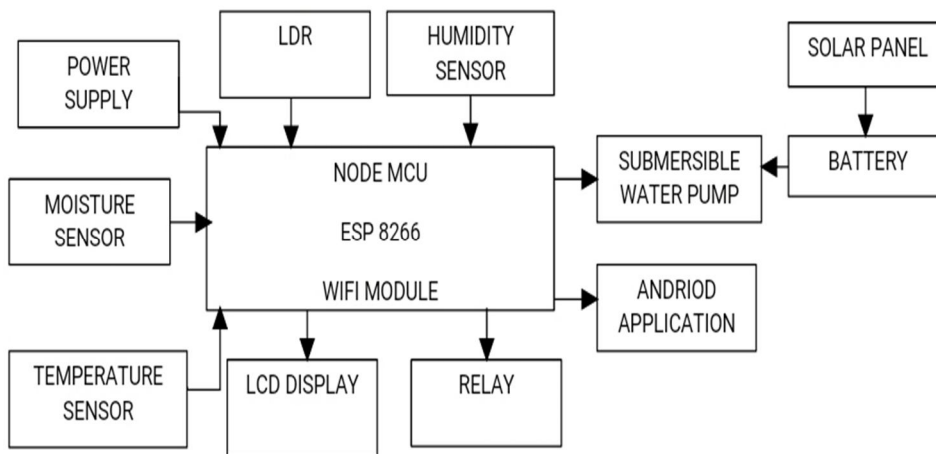 LDR
HUMIDITY
SENSOR
SOLAR PANEL
POWER
SUPPLY
NODE MCU
ESP 8266
WIFI MODULE
SUBMERSIBLE
WATER PUMP
BATTERY
MOISTURE
SENSOR
ANDRIOD
APPLICATION
TEMPERATURE
SENSOR
LCD DISPLAY
RELAY